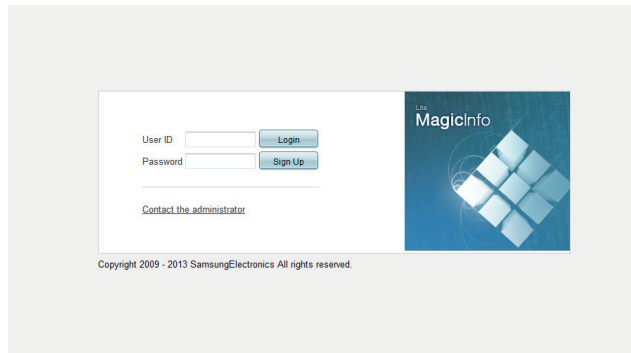 Lite
MagicInfo
User ID
Login
Password
Sign Up
Contact the administrator
Copyright 2009 - 2013 SamsungElectronics All rights reserved.